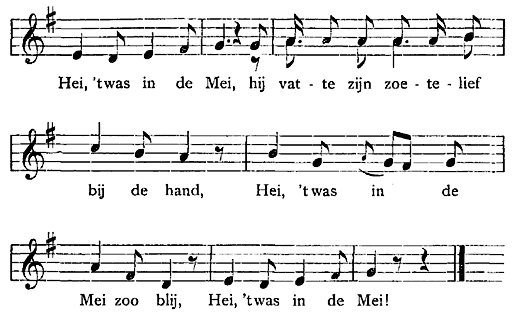 Hei, 'twas in de Mei, hij vat - te zijn zoe - te - lief
bij de hand, Hei, 'twas in de
Mei zoo blij, Hei, 'twas in de Mei!